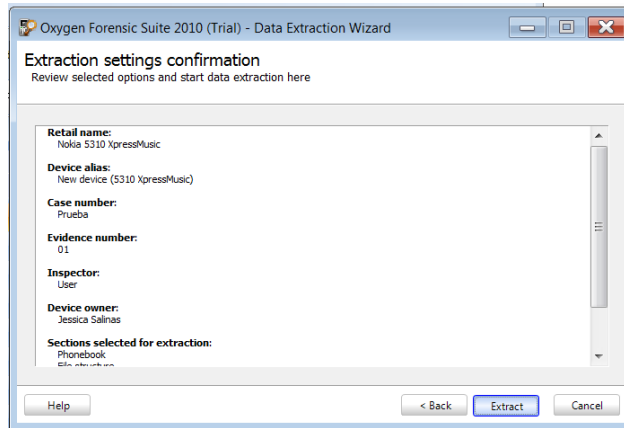 Oxygen Forensic Suite 2010 (Trial) - Data Extraction Wizard
Extraction settings confirmation
Review selected options and start data extraction here
Retail name:
Nokia 5310 XpressMusic
Device alias:
New device (5310 XpressMusic)
Case number:
Prueba
Evidence number:
01
Inspector:
User
Device owner:
Jessica Salinas
Sections selected for extraction:
Phonebook
File structure
Help
< Back
Extract
Cancel